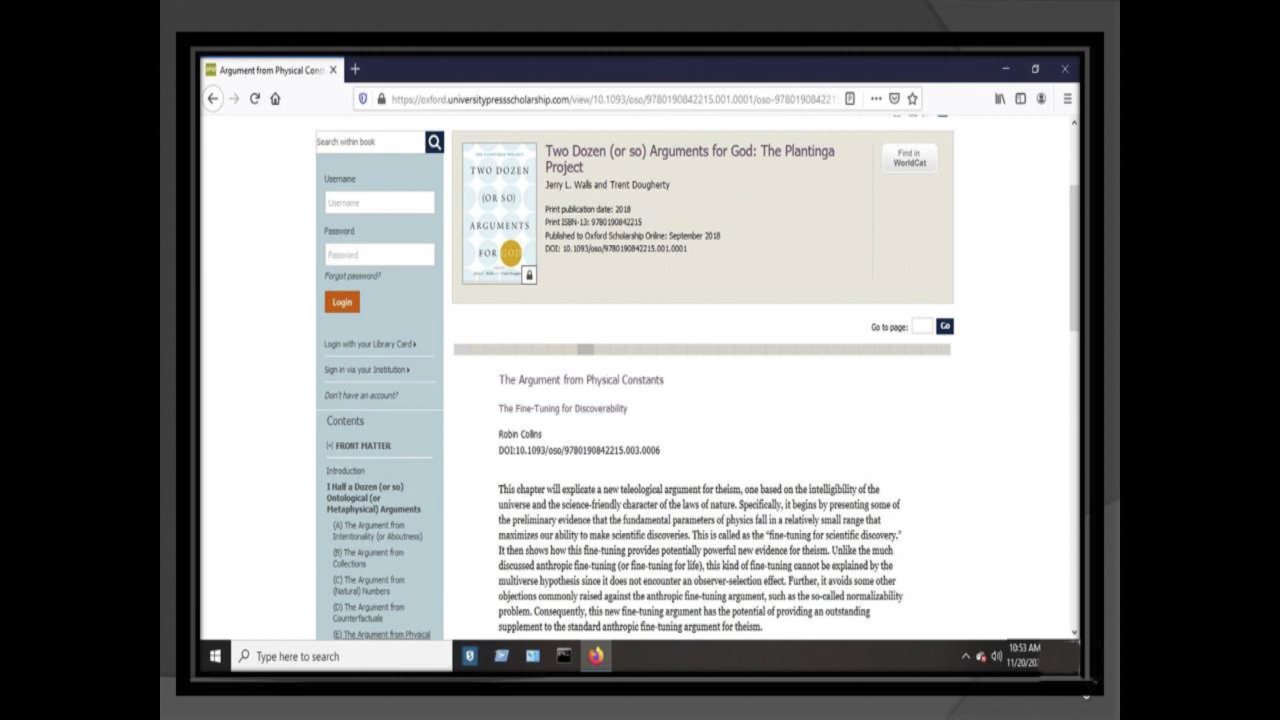 Argument from Physical Const
https://oxford.universitypressscholarship.com/view/10.1093/oso/9780190842215.001.0001/oso-97801908422
Search within book
Username
Username
Password
Password
Forgot password?
Login
Login with your Library Card
Sign in via your Institution
Don't have an account?
Contents
[+] FRONT MATTER
Introduction
I Half a Dozen (or so)
Ontological (or
Metaphysical) Arguments
(A) The Argument from
Intentionality (or Aboutness)
(B) The Argument from
Collections
(C) The Argument from
(Natural) Numbers
(D) The Argument from
Counterfactuals
(E) The Argument from Physical
THE PLANTINGA PROJECT
TWO DOZEN
(OR SO)
ARGUMENTS
FOR GOD
Two Dozen (or so) Arguments for God: The Plantinga
Project
Jerry L. Walls and Trent Dougherty
Print publication date: 2018
Print ISBN-13: 9780190842215
Published to Oxford Scholarship Online: September 2018
DOI: 10.1093/oso/9780190842215.001.0001
Find in
WorldCat
Go to page:
Go
The Argument from Physical Constants
The Fine-Tuning for Discoverability
Robin Collins
DOI:10.1093/oso/9780190842215.003.0006
This chapter will explicate a new teleological argument for theism, one based on the intelligibility of the
universe and the science-friendly character of the laws of nature. Specifically, it begins by presenting some of
the preliminary evidence that the fundamental parameters of physics fall in a relatively small range that
maximizes our ability to make scientific discoveries. This is called as the “fine-tuning for scientific discovery.”
It then shows how this fine-tuning provides potentially powerful new evidence for theism. Unlike the much
discussed anthropic fine-tuning (or fine-tuning for life), this kind of fine-tuning cannot be explained by the
multiverse hypothesis since it does not encounter an observer-selection effect. Further, it avoids some other
objections commonly raised against the anthropic fine-tuning argument, such as the so-called normalizability
problem. Consequently, this new fine-tuning argument has the potential of providing an outstanding
supplement to the standard anthropic fine-tuning argument for theism.
Type here to search
10:53 AM
11/20/20